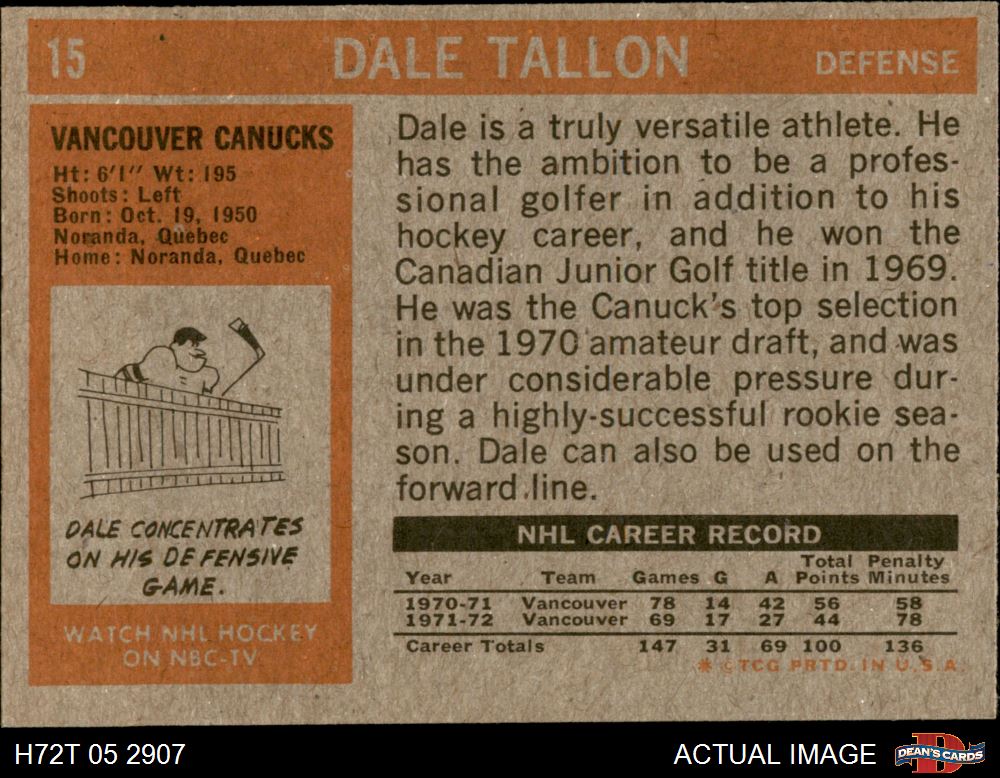 15
DALE TALLON
DEFENSE
VANCOUVER CANUCKS
Ht: 6'1" Wt: 195
Shoots: Left
Born: Oct. 19, 1950
Noranda, Quebec
Home: Noranda, Quebec
DALE CONCENTRATES
ON HIS DEFENSIVE
GAME.
WATCH NHL HOCKEY
ON NBC-TV
Dale is a truly versatile athlete. He
has the ambition to be a profes-
sional golfer in addition to his
hockey career, and he won the
Canadian Junior Golf title in 1969.
He was the Canuck's top selection
in the 1970 amateur draft, and was
under considerable pressure dur-
ing a highly-successful rookie sea-
son. Dale can also be used on the
forward line.
NHL CAREER RECORD
Year Team Games G A Total Points Penalty Minutes
1970-71 Vancouver 78 14 42 56 58
1971-72 Vancouver 69 17 27 44 78
Career Totals 147 31 69 100 136
* © TCG PRTD. IN U.S.A.
H72T 05 2907
ACTUAL IMAGE
D
DEAN'S CARDS